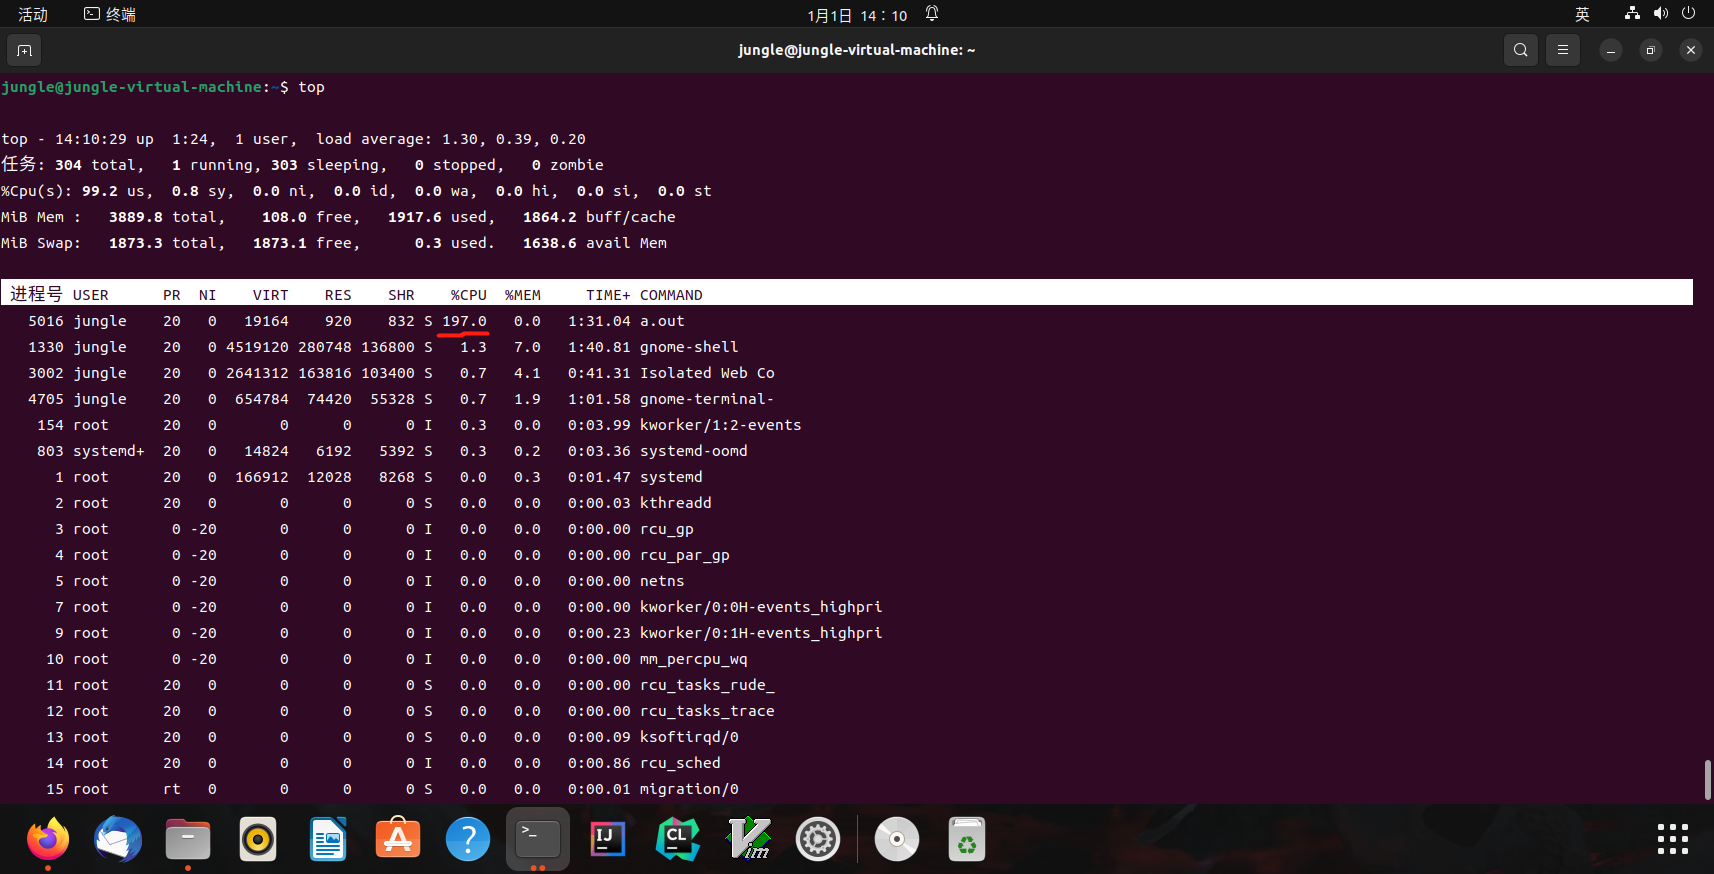 活动 终端 1月1日 14：10 英
jungle@jungle-virtual-machine: ~
jungle@jungle-virtual-machine:~$ top
top - 14:10:29 up  1:24,  1 user,  load average: 1.30, 0.39, 0.20
任务: 304 total,   1 running, 303 sleeping,   0 stopped,   0 zombie
%Cpu(s): 99.2 us,  0.8 sy,  0.0 ni,  0.0 id,  0.0 wa,  0.0 hi,  0.0 si,  0.0 st
MiB Mem :   3889.8 total,    108.0 free,   1917.6 used,   1864.2 buff/cache
MiB Swap:   1873.3 total,   1873.1 free,      0.3 used.   1638.6 avail Mem
进程号 USER      PR  NI    VIRT    RES    SHR    %CPU  %MEM     TIME+ COMMAND
5016 jungle    20   0   19164    920    832 S 197.0   0.0   1:31.04 a.out
1330 jungle    20   0 4519120 280748 136800 S   1.3   7.0   1:40.81 gnome-shell
3002 jungle    20   0 2641312 163816 103400 S   0.7   4.1   0:41.31 Isolated Web Co
4705 jungle    20   0  654784  74420  55328 S   0.7   1.9   1:01.58 gnome-terminal-
154 root      20   0       0      0      0 I   0.3   0.0   0:03.99 kworker/1:2-events
803 systemd+  20   0   14824   6192   5392 S   0.3   0.2   0:03.36 systemd-oomd
1 root      20   0  166912  12028   8268 S   0.0   0.3   0:01.47 systemd
2 root      20   0       0      0      0 S   0.0   0.0   0:00.03 kthreadd
3 root       0 -20       0      0      0 I   0.0   0.0   0:00.00 rcu_gp
4 root       0 -20       0      0      0 I   0.0   0.0   0:00.00 rcu_par_gp
5 root       0 -20       0      0      0 I   0.0   0.0   0:00.00 netns
7 root       0 -20       0      0      0 I   0.0   0.0   0:00.00 kworker/0:0H-events_highpri
9 root       0 -20       0      0      0 I   0.0   0.0   0:00.23 kworker/0:1H-events_highpri
10 root       0 -20       0      0      0 I   0.0   0.0   0:00.00 mm_percpu_wq
11 root      20   0       0      0      0 S   0.0   0.0   0:00.00 rcu_tasks_rude_
12 root      20   0       0      0      0 S   0.0   0.0   0:00.00 rcu_tasks_trace
13 root      20   0       0      0      0 S   0.0   0.0   0:00.09 ksoftirqd/0
14 root      20   0       0      0      0 I   0.0   0.0   0:00.86 rcu_sched
15 root      rt   0       0      0      0 S   0.0   0.0   0:00.01 migration/0
>_ IJ CL Vim